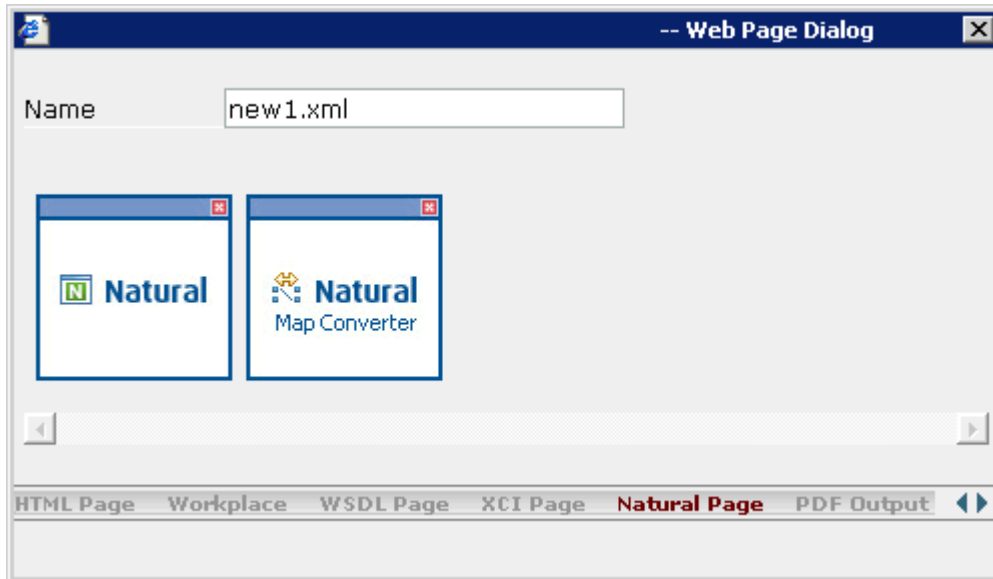 -- Web Page Dialog
Name new1.xml
Natural Natural
Map Converter
HTML Page Workplace WSDL Page XCI Page Natural Page PDF Output